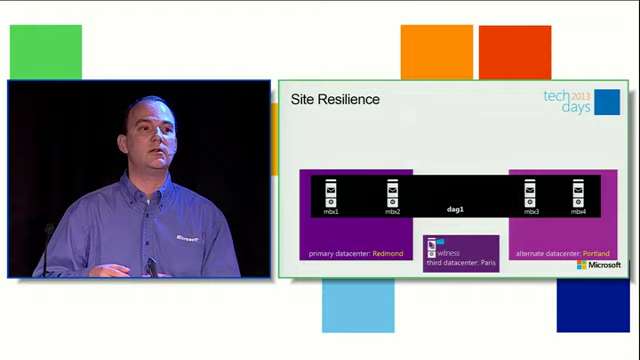 Site Resilience
tech 2013
days
mbx1
mbx2
dag1
mbx3
mbx4
primary datacenter: Redmond
witness
third datacenter: Paris
alternate datacenter: Portland
Microsoft
Microsoft